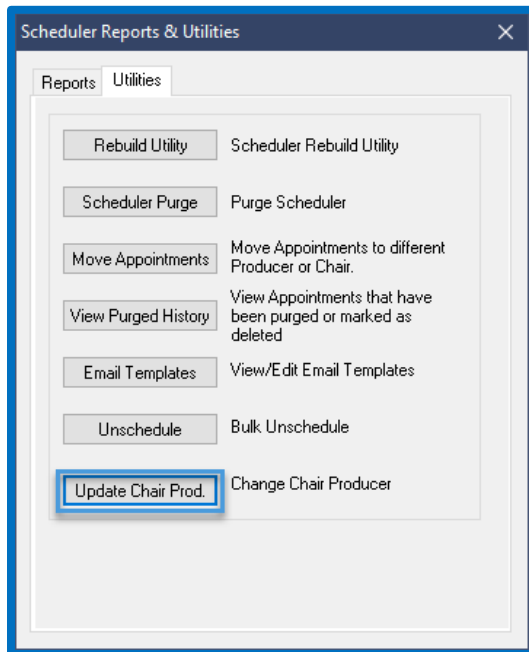 Scheduler Reports & Utilities
Reports Utilities
Rebuild Utility Scheduler Rebuild Utility
Scheduler Purge Purge Scheduler
Move Appointments Move Appointments to different
Producer or Chair.
View Purged History View Appointments that have
been purged or marked as
deleted
Email Templates View/Edit Email Templates
Unschedule Bulk Unschedule
Update Chair Prod. Change Chair Producer